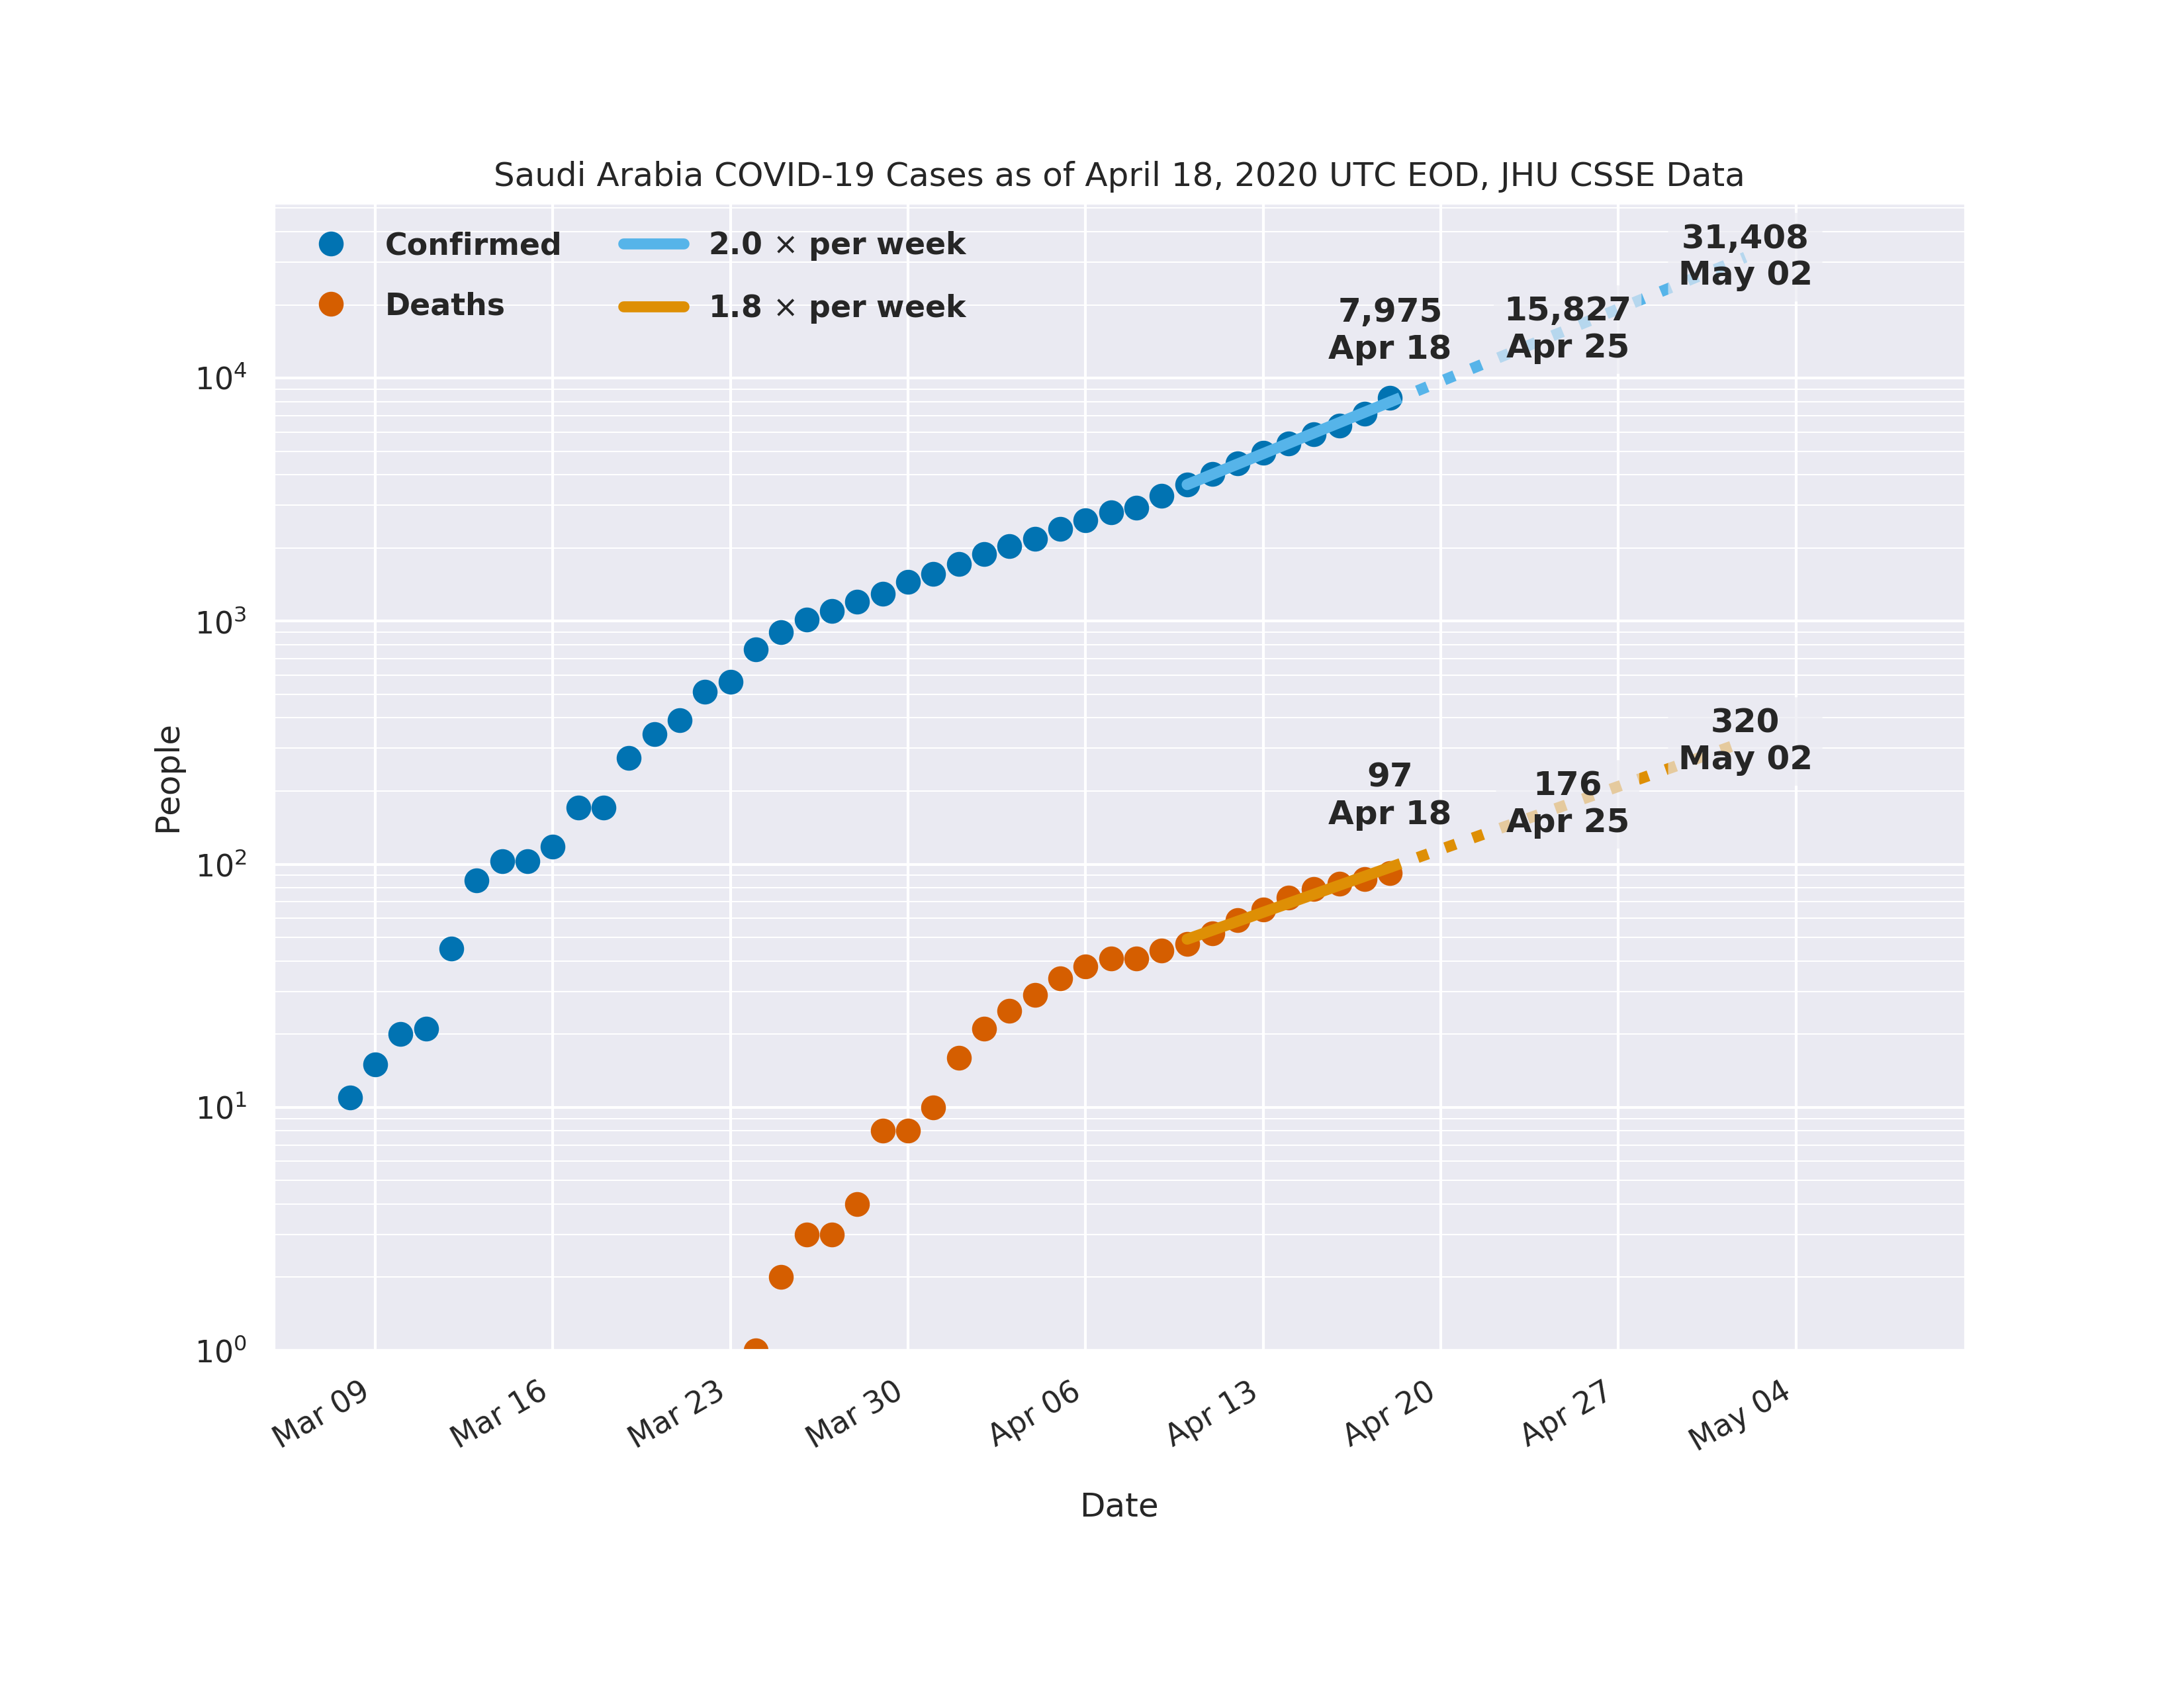 Saudi Arabia COVID-19 Cases as of April 18, 2020 UTC EOD, JHU CSSE Data
Confirmed
Deaths
2.0 × per week
1.8 × per week
31,408
May 02
7,975
Apr 18
15,827
Apr 25
320
May 02
97
Apr 18
176
Apr 25
People
10⁴
10³
10²
10¹
10⁰
Mar 09
Mar 16
Mar 23
Mar 30
Apr 06
Apr 13
Apr 20
Apr 27
May 04
Date